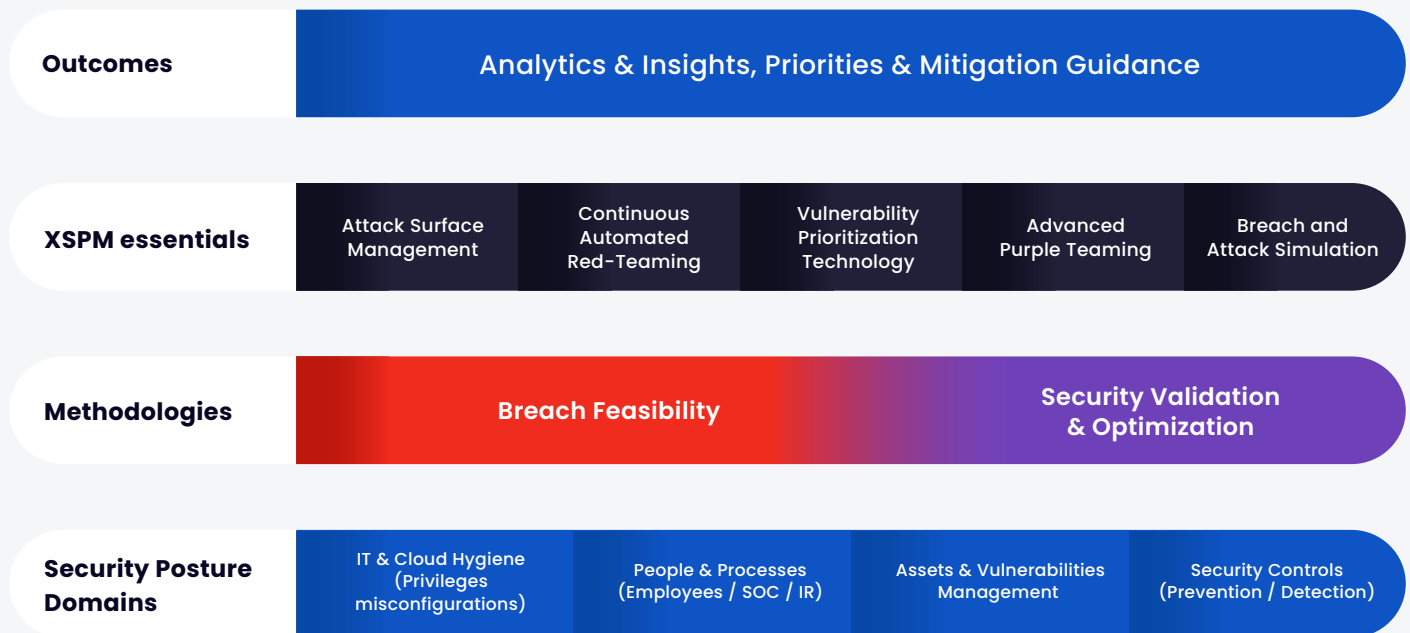 Outcomes
Analytics & Insights, Priorities & Mitigation Guidance
XSPM essentials
Attack Surface
Management
Continuous
Automated
Red-Teaming
Vulnerability
Prioritization
Technology
Advanced
Purple Teaming
Breach and
Attack Simulation
Methodologies
Breach Feasibility
Security Validation
& Optimization
Security Posture
Domains
IT & Cloud Hygiene
(Privileges
misconfigurations)
People & Processes
(Employees / SOC / IR)
Assets & Vulnerabilities
Management
Security Controls
(Prevention / Detection)